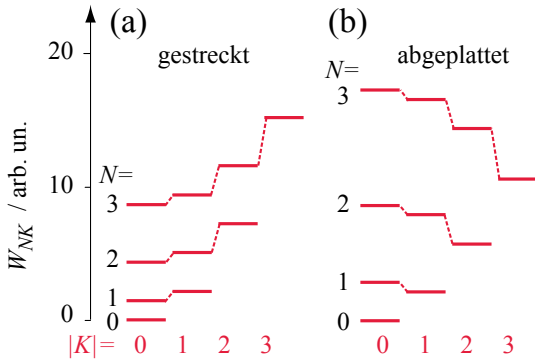 (a)
(b)
20
gestreckt
abgeplattet
N=
3
N=
3
10
2
2
1
1
0
0
0
W_NK / arb. un.
|K|= 0 1 2 3
0 1 2 3